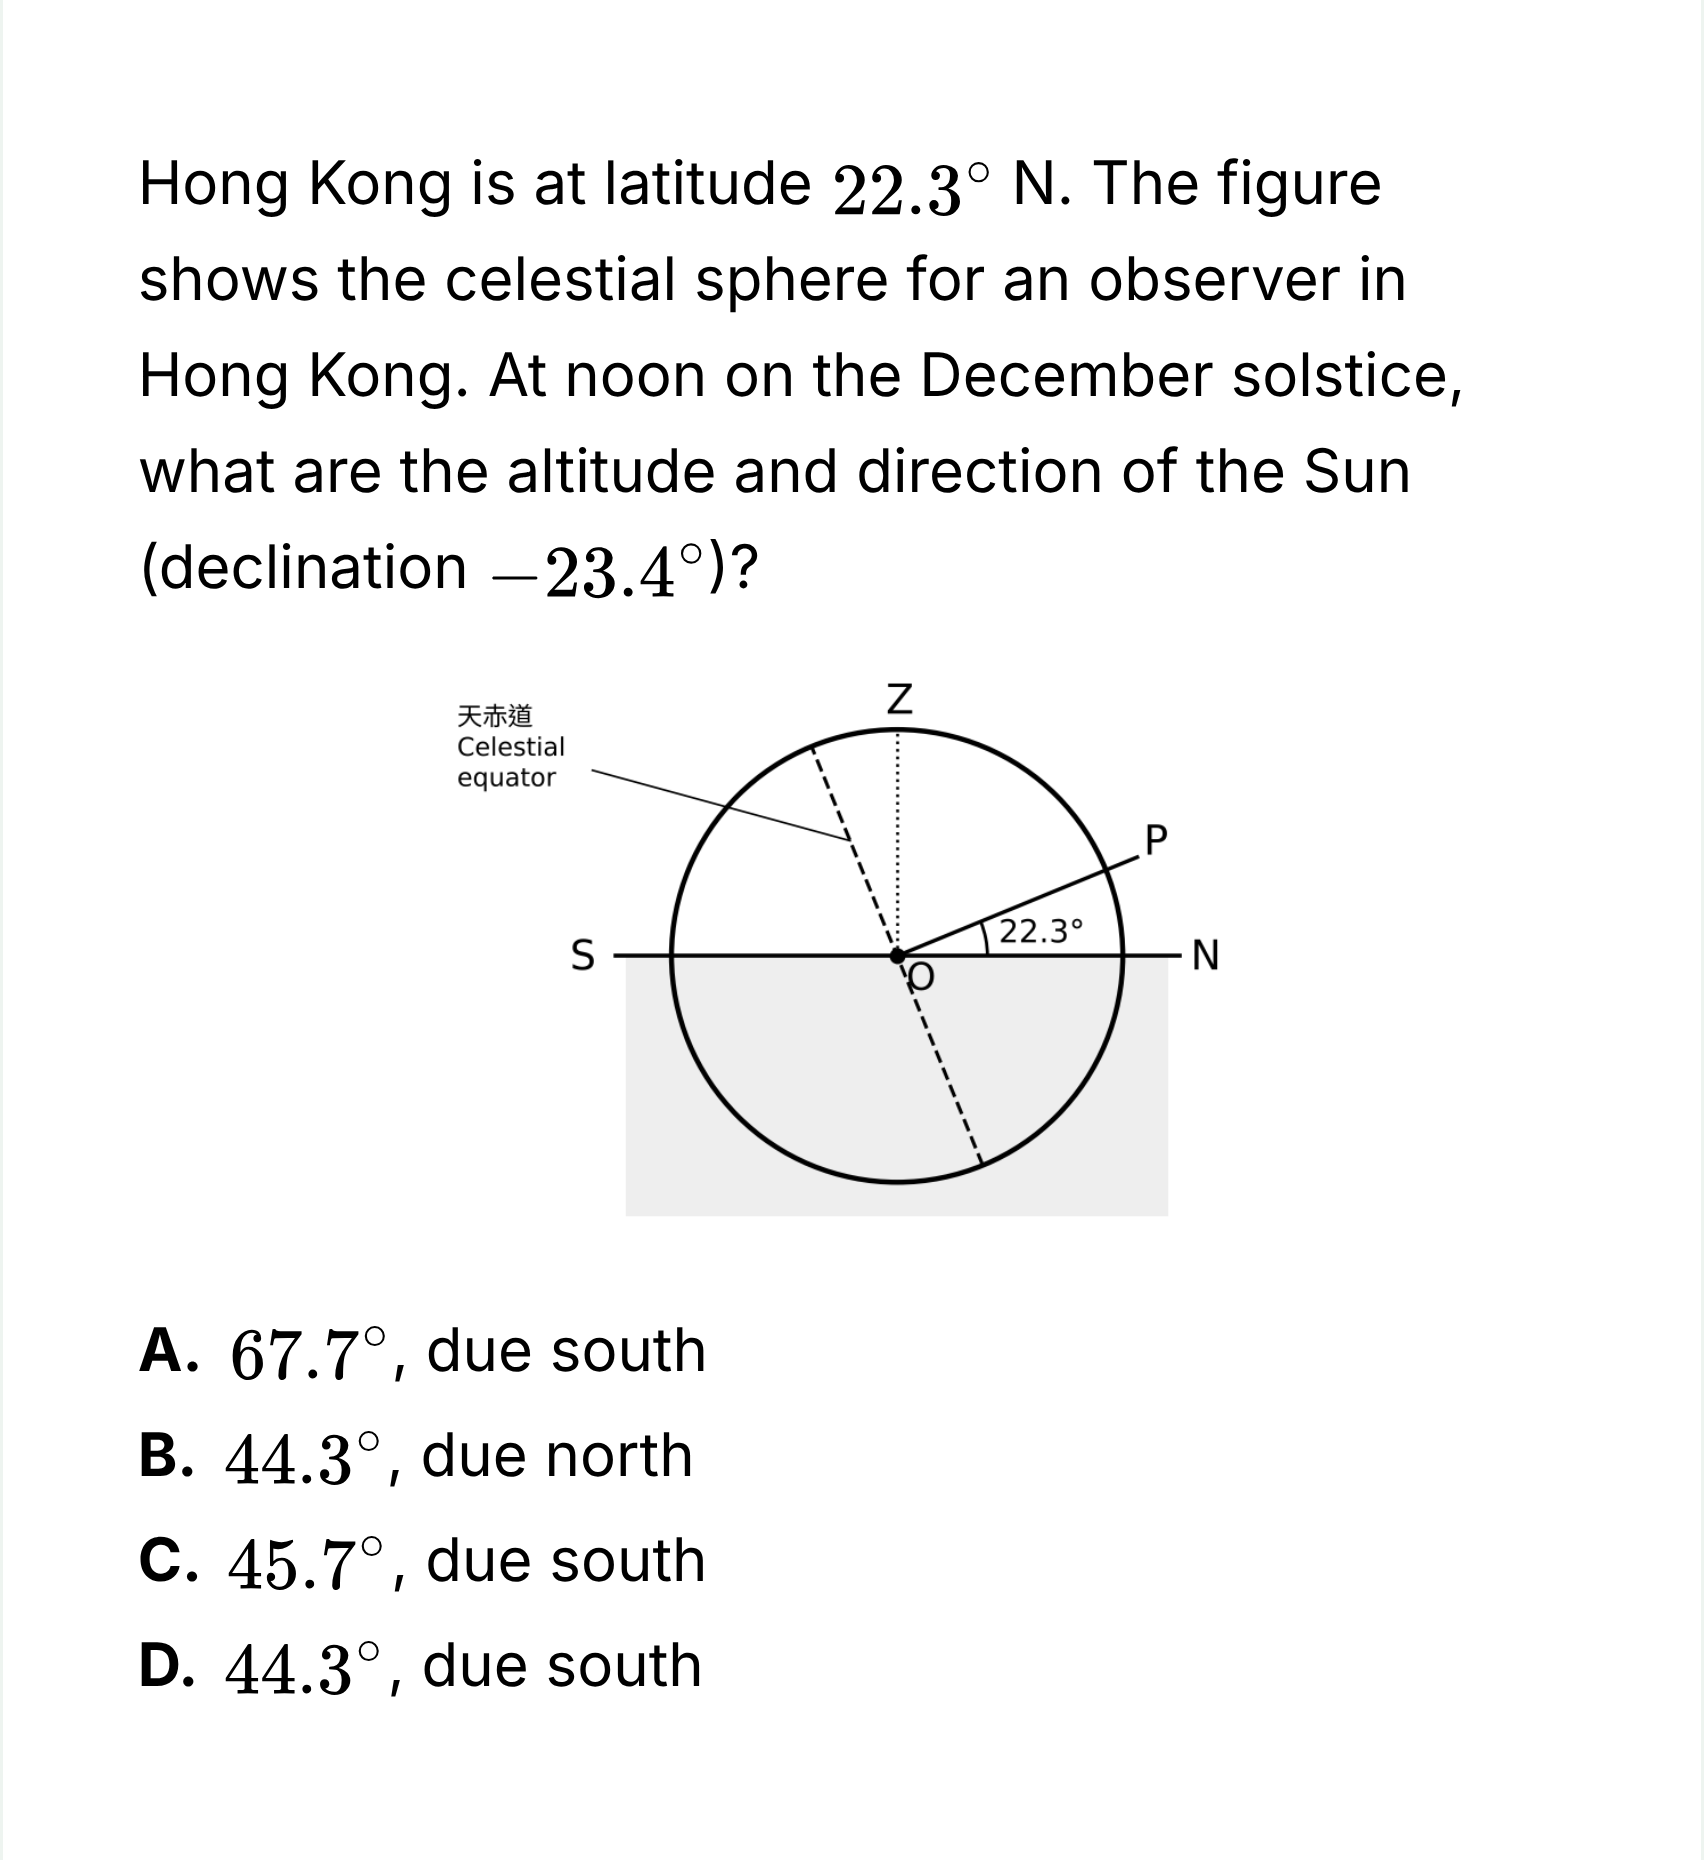 Hong Kong is at latitude 22.3° N. The figure
shows the celestial sphere for an observer in
Hong Kong. At noon on the December solstice,
what are the altitude and direction of the Sun
(declination −23.4°)?
Z
天赤道
Celestial
equator
P
22.3°
S
N
O
A. 67.7°, due south
B. 44.3°, due north
C. 45.7°, due south
D. 44.3°, due south